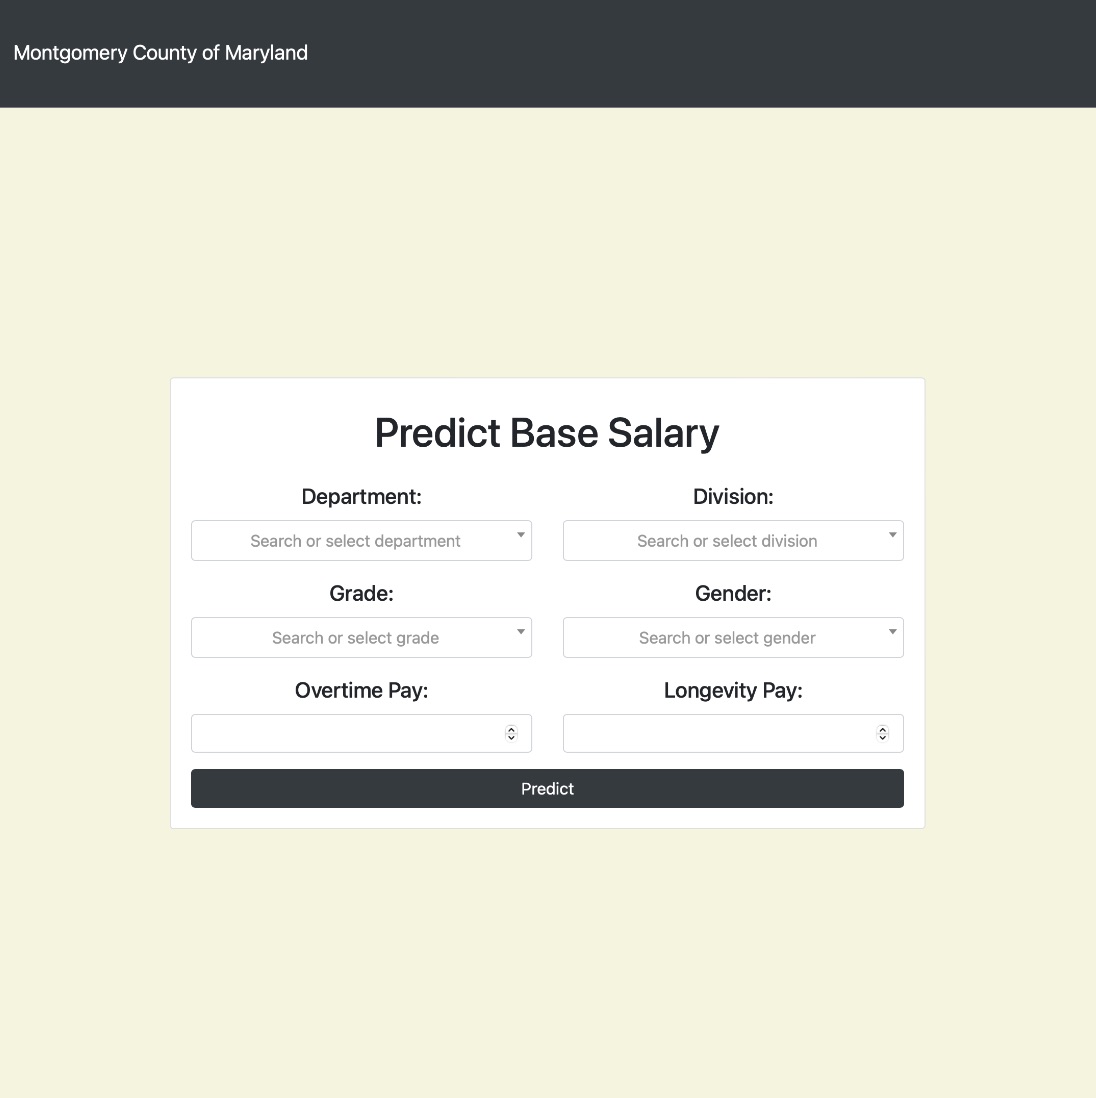 Montgomery County of Maryland
Predict Base Salary
Department: Division:
Search or select department Search or select division
Grade: Gender:
Search or select grade Search or select gender
Overtime Pay: Longevity Pay:
Predict